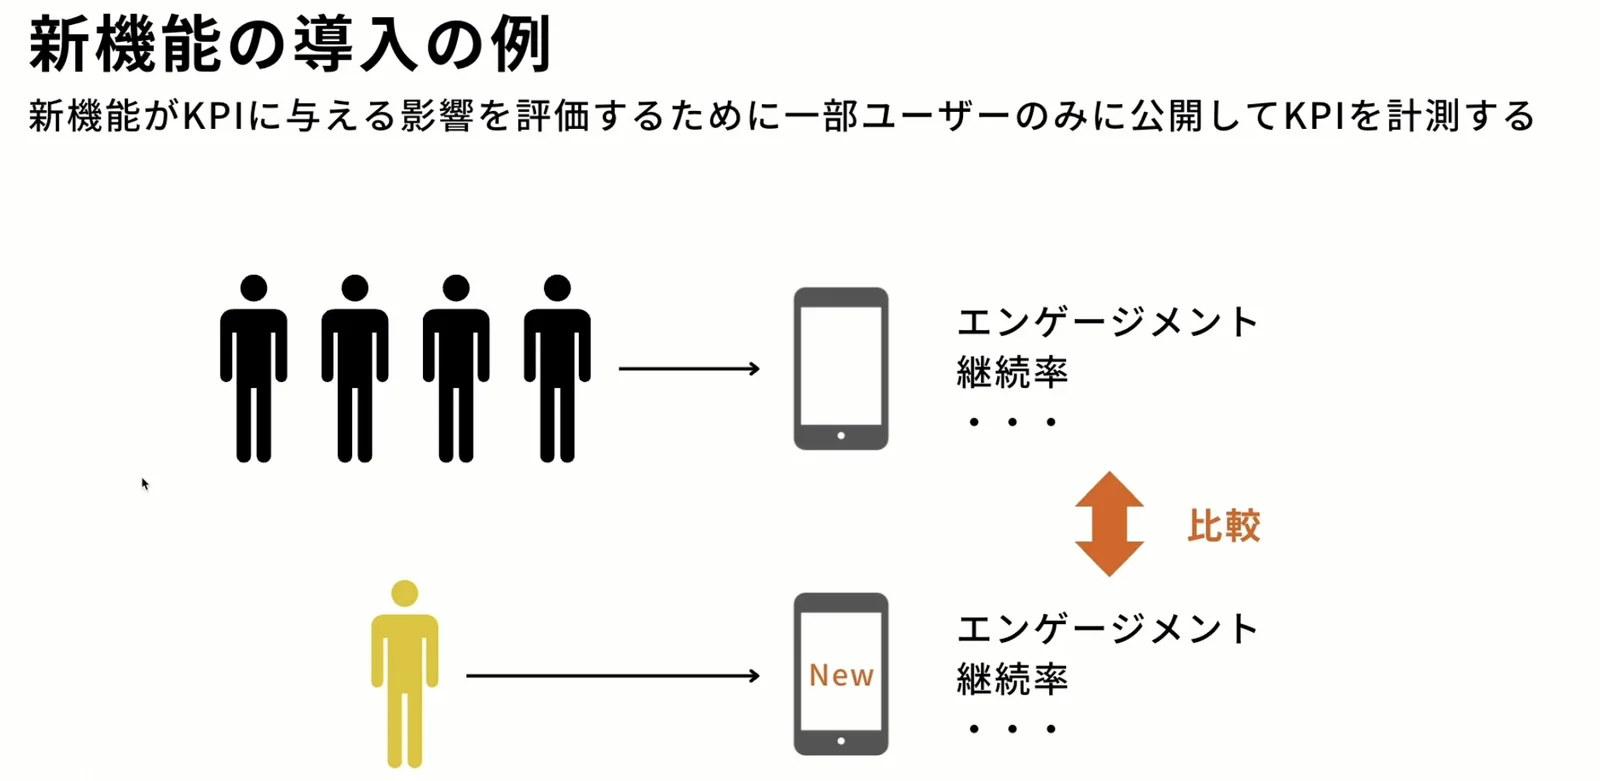 新機能の導入の例
新機能がKPIに与える影響を評価するために一部ユーザーのみに公開してKPIを計測する
エンゲージメント
継続率
・・・
比較
New
エンゲージメント
継続率
・・・